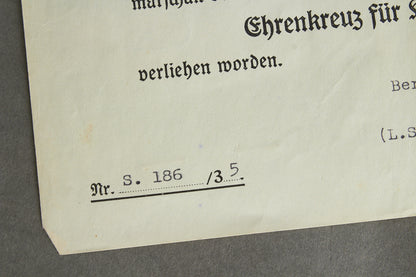 Ehrenkreuz für
verliehen worden.
Ber
(L.S
Nr. S. 186 /35.